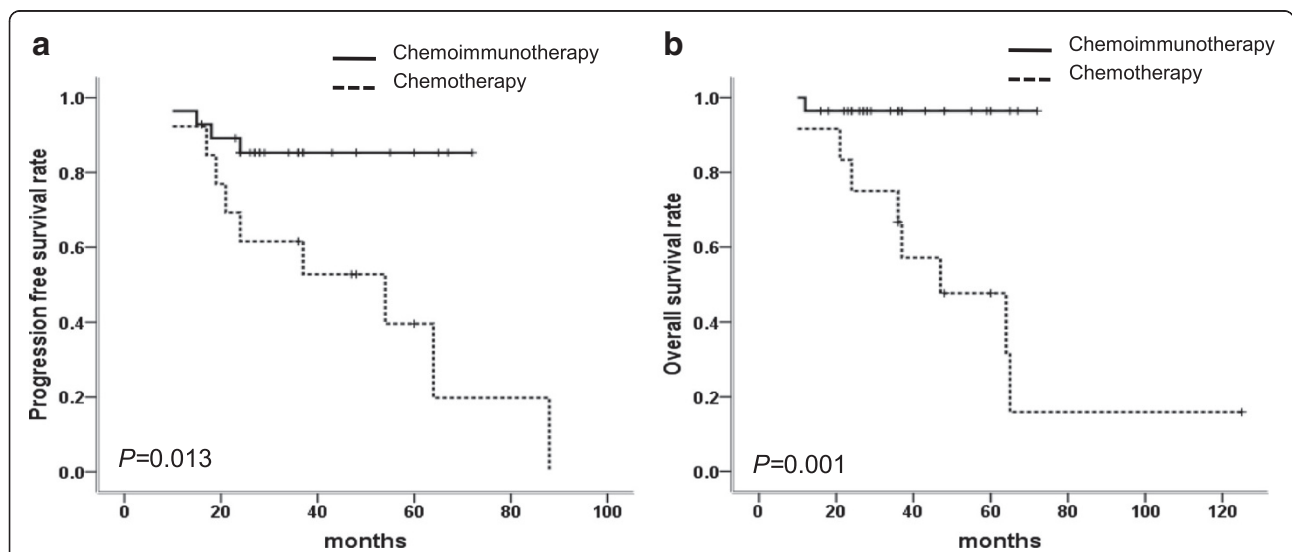 a
Chemoimmunotherapy
Chemotherapy
1.0
0.8
0.6
0.4
0.2
0.0
Progression free survival rate
P=0.013
0 20 40 60 80 100
months
b
Chemoimmunotherapy
Chemotherapy
1.0
0.8
0.6
0.4
0.2
0.0
Overall survival rate
P=0.001
0 20 40 60 80 100 120
months